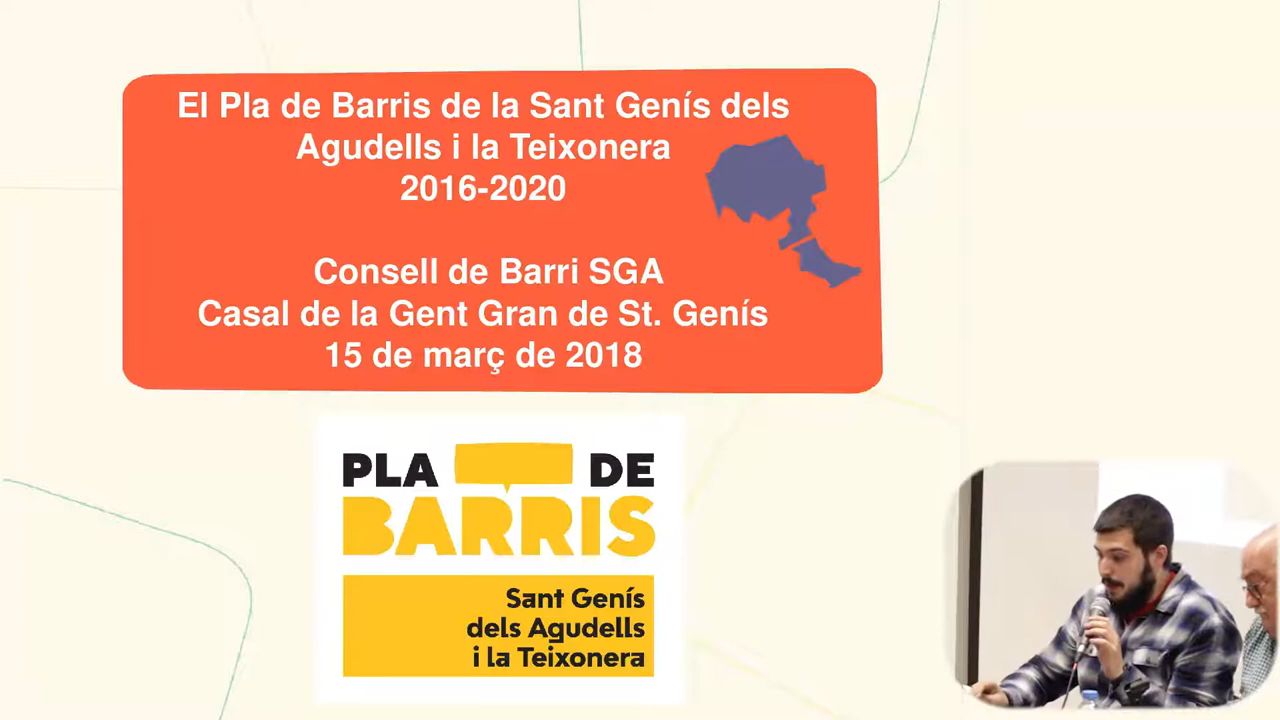 El Pla de Barris de la Sant Genís dels
Agudells i la Teixonera
2016-2020
Consell de Barri SGA
Casal de la Gent Gran de St. Genís
15 de març de 2018
PLA DE
BARRIS
Sant Genís
dels Agudells
i la Teixonera